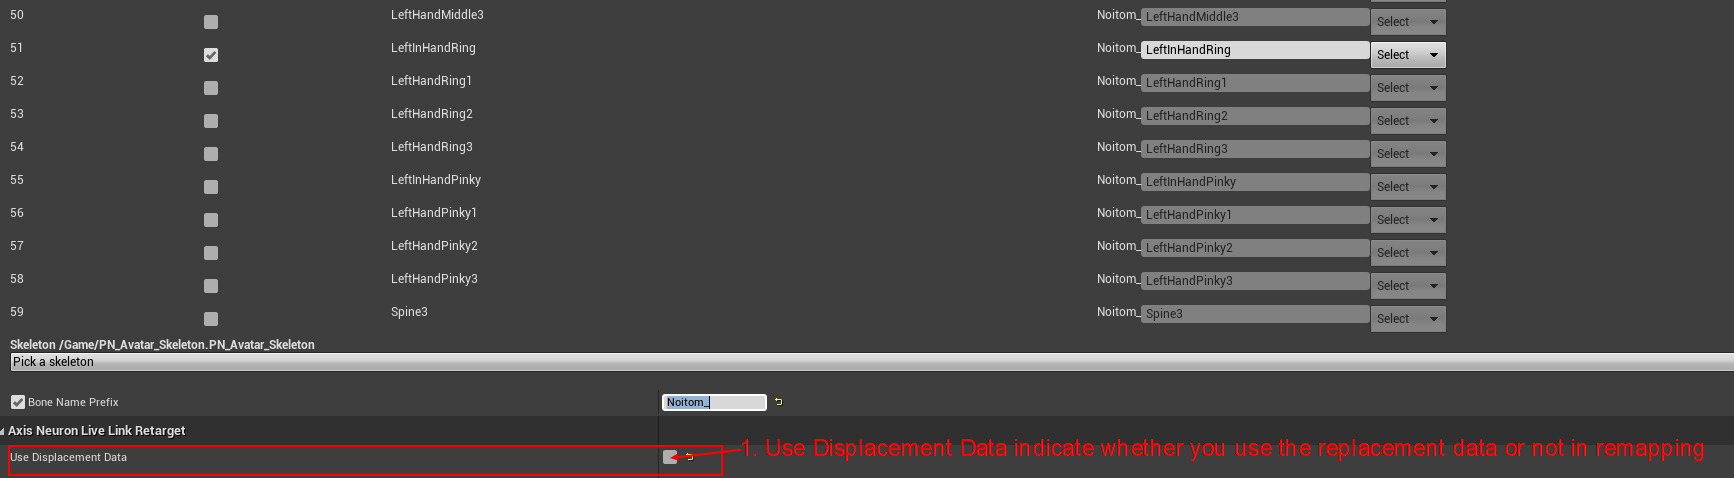 50 LeftHandMiddle3 Noitom_ LeftHandMiddle3 Select
51 LeftInHandRing Noitom_ LeftInHandRing Select
52 LeftHandRing1 Noitom_ LeftHandRing1 Select
53 LeftHandRing2 Noitom_ LeftHandRing2 Select
54 LeftHandRing3 Noitom_ LeftHandRing3 Select
55 LeftInHandPinky Noitom_ LeftInHandPinky Select
56 LeftHandPinky1 Noitom_ LeftHandPinky1 Select
57 LeftHandPinky2 Noitom_ LeftHandPinky2 Select
58 LeftHandPinky3 Noitom_ LeftHandPinky3 Select
59 Spine3 Noitom_ Spine3 Select
Skeleton /Game/PN_Avatar_Skeleton.PN_Avatar_Skeleton
Pick a skeleton
Bone Name Prefix Noitom_
Axis Neuron Live Link Retarget
Use Displacement Data 1. Use Displacement Data indicate whether you use the replacement data or not in remapping